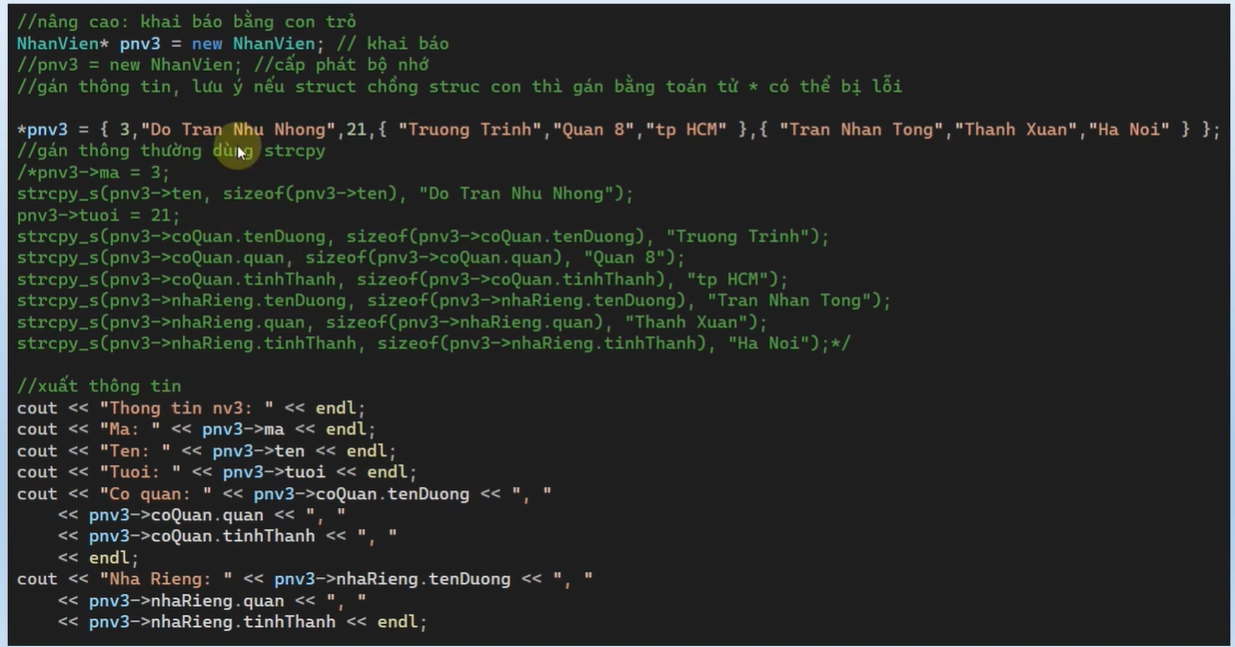 //nâng cao: khai báo bằng con trỏ
NhanVien* pnv3 = new NhanVien; // khai báo
//pnv3 = new NhanVien; //cấp phát bộ nhớ
//gán thông tin, lưu ý nếu struct chồng struc con thì gán bằng toán tử * có thể bị lỗi
*pnv3 = { 3,"Do Tran Nhu Nhong",21,{ "Truong Trinh","Quan 8","tp HCM" },{ "Tran Nhan Tong","Thanh Xuan","Ha Noi" } };
//gán thông thường dùng strcpy
/*pnv3->ma = 3;
strcpy_s(pnv3->ten, sizeof(pnv3->ten), "Do Tran Nhu Nhong");
pnv3->tuoi = 21;
strcpy_s(pnv3->coQuan.tenDuong, sizeof(pnv3->coQuan.tenDuong), "Truong Trinh");
strcpy_s(pnv3->coQuan.quan, sizeof(pnv3->coQuan.quan), "Quan 8");
strcpy_s(pnv3->coQuan.tinhThanh, sizeof(pnv3->coQuan.tinhThanh), "tp HCM");
strcpy_s(pnv3->nhaRieng.tenDuong, sizeof(pnv3->nhaRieng.tenDuong), "Tran Nhan Tong");
strcpy_s(pnv3->nhaRieng.quan, sizeof(pnv3->nhaRieng.quan), "Thanh Xuan");
strcpy_s(pnv3->nhaRieng.tinhThanh, sizeof(pnv3->nhaRieng.tinhThanh), "Ha Noi");*/
//xuất thông tin
cout << "Thong tin nv3: " << endl;
cout << "Ma: " << pnv3->ma << endl;
cout << "Ten: " << pnv3->ten << endl;
cout << "Tuoi: " << pnv3->tuoi << endl;
cout << "Co quan: " << pnv3->coQuan.tenDuong << ", "
<< pnv3->coQuan.quan << ", "
<< pnv3->coQuan.tinhThanh << ", "
<< endl;
cout << "Nha Rieng: " << pnv3->nhaRieng.tenDuong << ", "
<< pnv3->nhaRieng.quan << ", "
<< pnv3->nhaRieng.tinhThanh << endl;